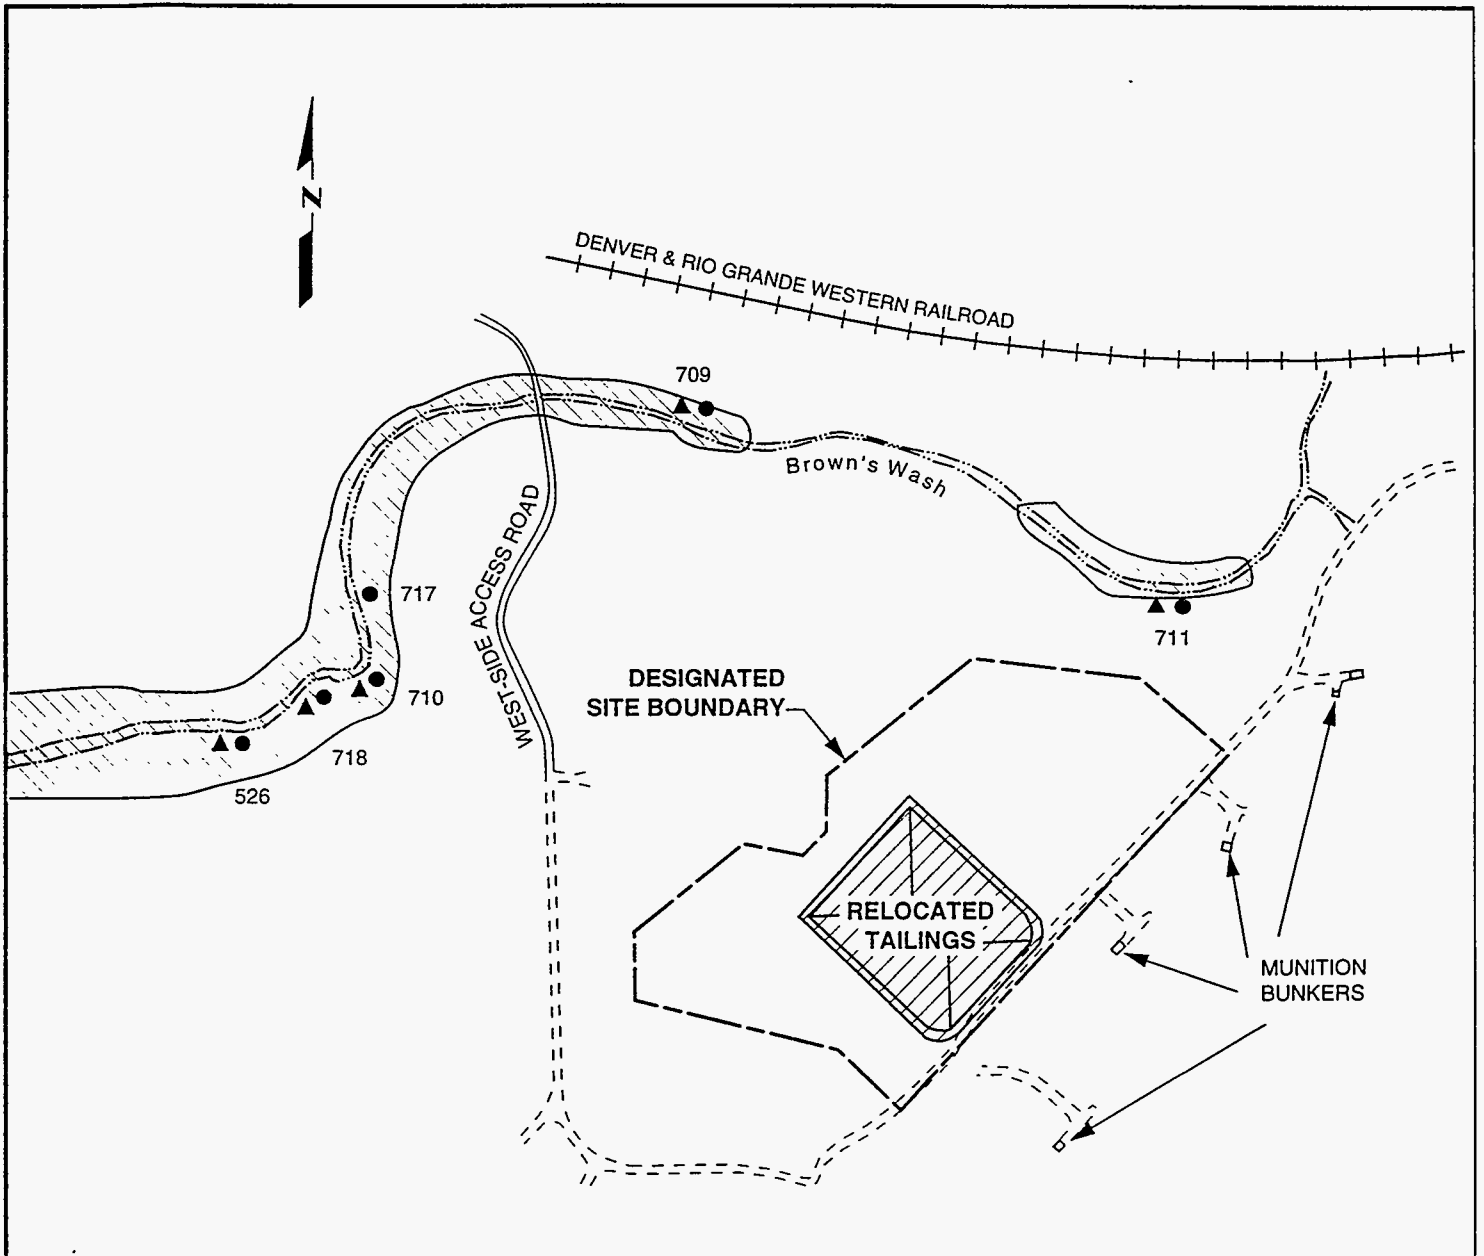 N
DENVER & RIO GRANDE WESTERN RAILROAD
709
Brown's Wash
WEST-SIDE ACCESS ROAD
717
711
DESIGNATED
SITE BOUNDARY
710
718
526
RELOCATED
TAILINGS
MUNITION
BUNKERS